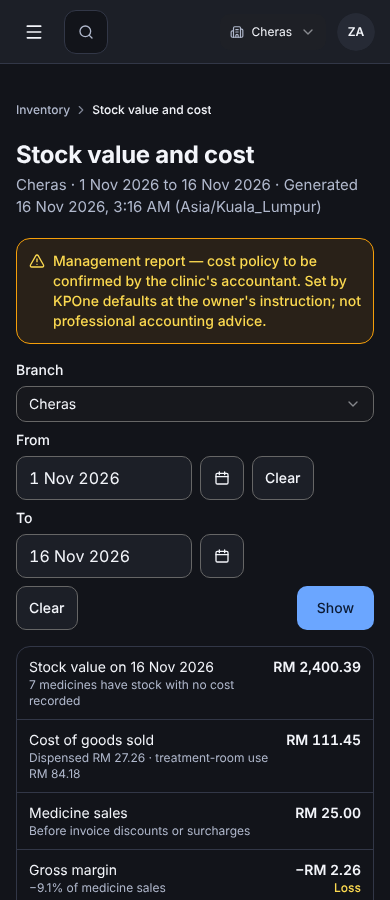 Cheras
ZA
Inventory > Stock value and cost
Stock value and cost
Cheras · 1 Nov 2026 to 16 Nov 2026 · Generated
16 Nov 2026, 3:16 AM (Asia/Kuala_Lumpur)
Management report — cost policy to be
confirmed by the clinic's accountant. Set by
KPOne defaults at the owner's instruction; not
professional accounting advice.
Branch
Cheras
From
1 Nov 2026
Clear
To
16 Nov 2026
Clear
Show
Stock value on 16 Nov 2026
RM 2,400.39
7 medicines have stock with no cost
recorded
Cost of goods sold
RM 111.45
Dispensed RM 27.26 · treatment-room use
RM 84.18
Medicine sales
RM 25.00
Before invoice discounts or surcharges
Gross margin
−RM 2.26
−9.1% of medicine sales
Loss